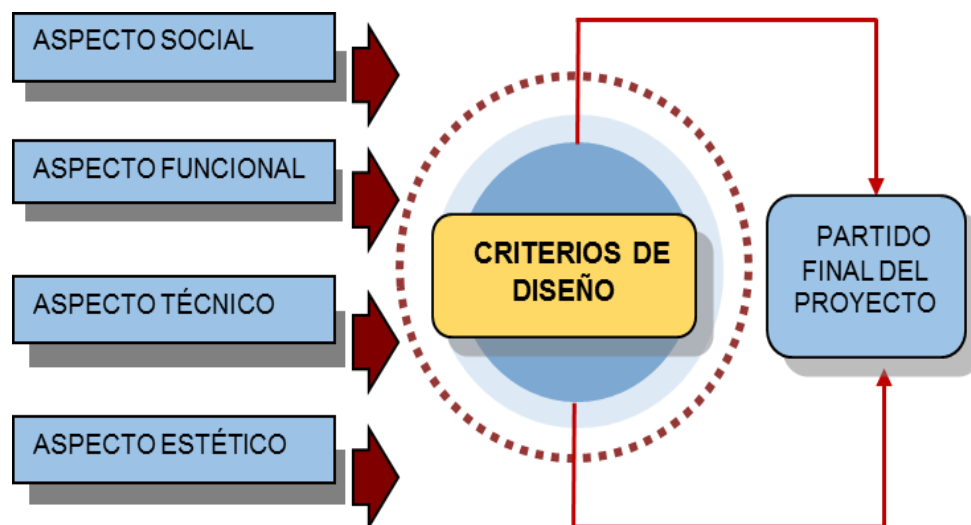 ASPECTO SOCIAL
ASPECTO FUNCIONAL
ASPECTO TÉCNICO
ASPECTO ESTÉTICO
CRITERIOS DE
DISEÑO
PARTIDO
FINAL DEL
PROYECTO